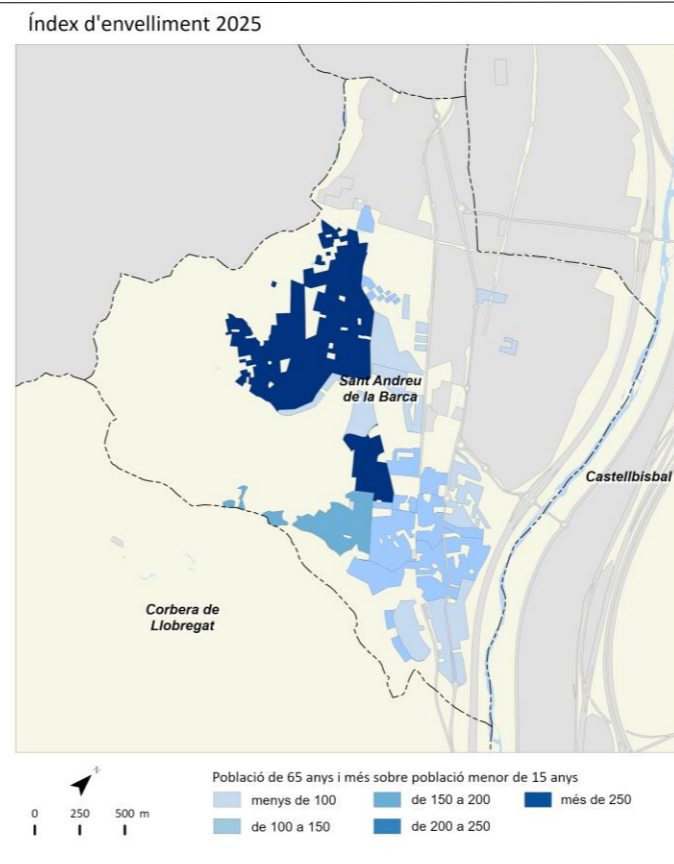 Índex d'envelliment 2025
Sant Andreu
de la Barca
Castellbisbal
Corbera de
Llobregat
0 250 500 m
Població de 65 anys i més sobre població menor de 15 anys
menys de 100
de 150 a 200
més de 250
de 100 a 150
de 200 a 250